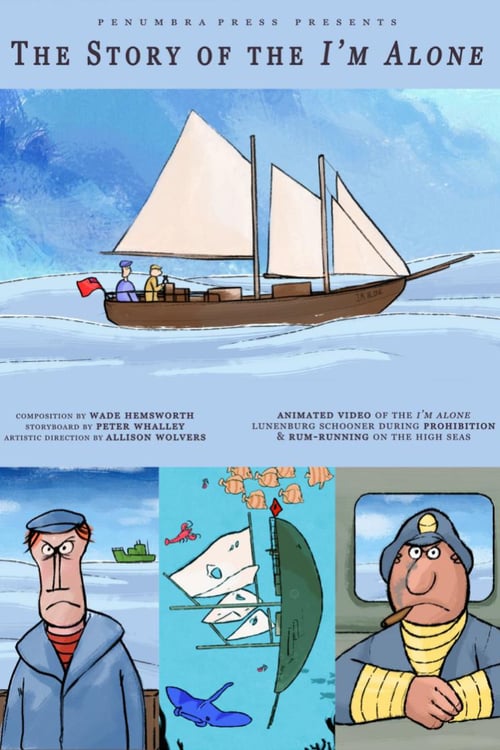 PENUMBRA PRESS PRESENTS
THE STORY OF THE I'M ALONE
COMPOSITION BY WADE HEMSWORTH
STORYBOARD BY PETER WHALLEY
ARTISTIC DIRECTION BY ALLISON WOLVERS
ANIMATED VIDEO OF THE I'M ALONE
LUNENBURG SCHOONER DURING PROHIBITION
& RUM-RUNNING ON THE HIGH SEAS